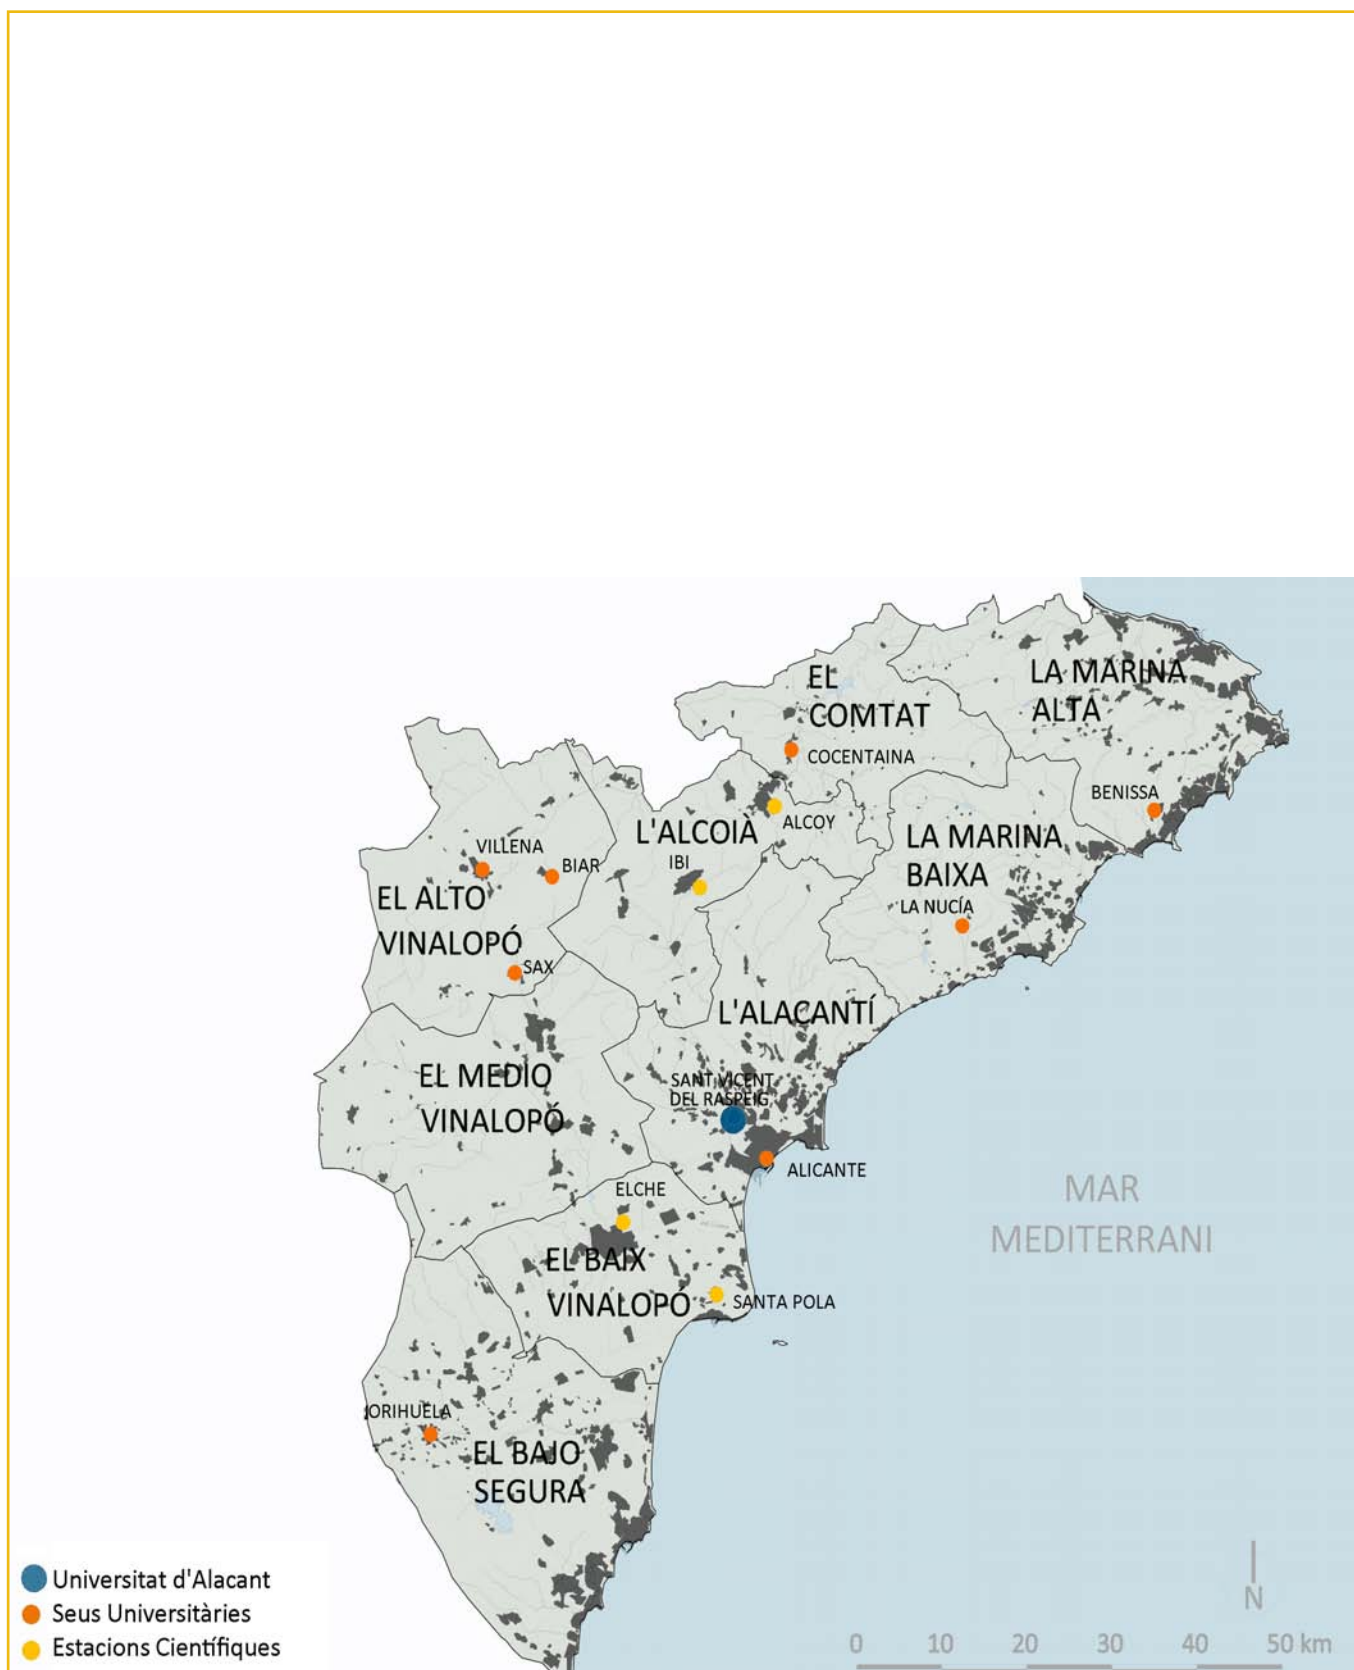 EL
COMTAT
LA MARINA
ALTA
COCENTAINA
BENISSA
ALCOY
L'ALCOIÀ
IBI
LA MARINA
BAIXA
LA NUCÍA
VILLENA
BIAR
EL ALTO
VINALOPÓ
SAX
L'ALACANTÍ
EL MEDIO
VINALOPÓ
SANT VICENT
DEL RASPEIG
ALICANTE
MAR
MEDITERRANI
ELCHE
EL BAIX
VINALOPÓ
SANTA POLA
ORIHUELA
EL BAJO
SEGURA
Universitat d'Alacant
Seus Universitàries
Estacions Científiques
N
0 10 20 30 40 50 km